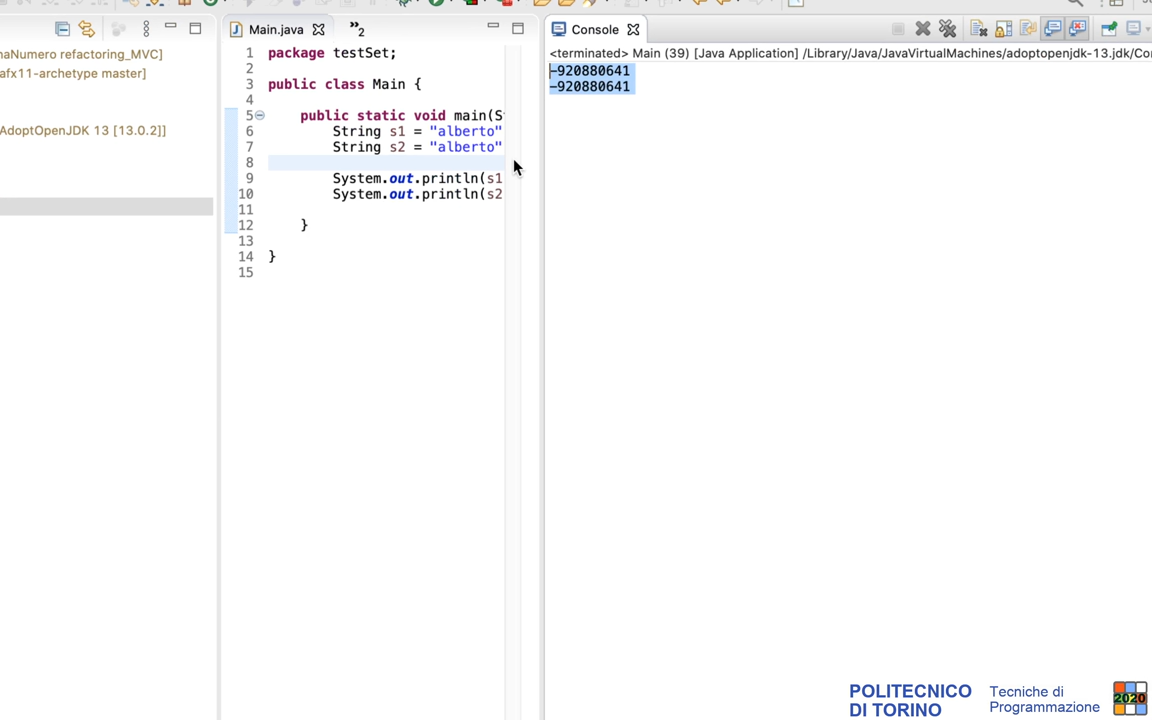 Main.java
»2
Console
naNumero refactoring_MVC]
afx11-archetype master]
AdoptOpenJDK 13 [13.0.2]]
1 package testSet;
2
3 public class Main {
4
5 public static void main(S
6 String s1 = "alberto"
7 String s2 = "alberto"
8
9 System.out.println(s1
10 System.out.println(s2
11
12 }
13
14 }
15
<terminated> Main (39) [Java Application] /Library/Java/JavaVirtualMachines/adoptopenjdk-13.jdk/Co
-920880641
-920880641
POLITECNICO
DI TORINO
Tecniche di
Programmazione
2020